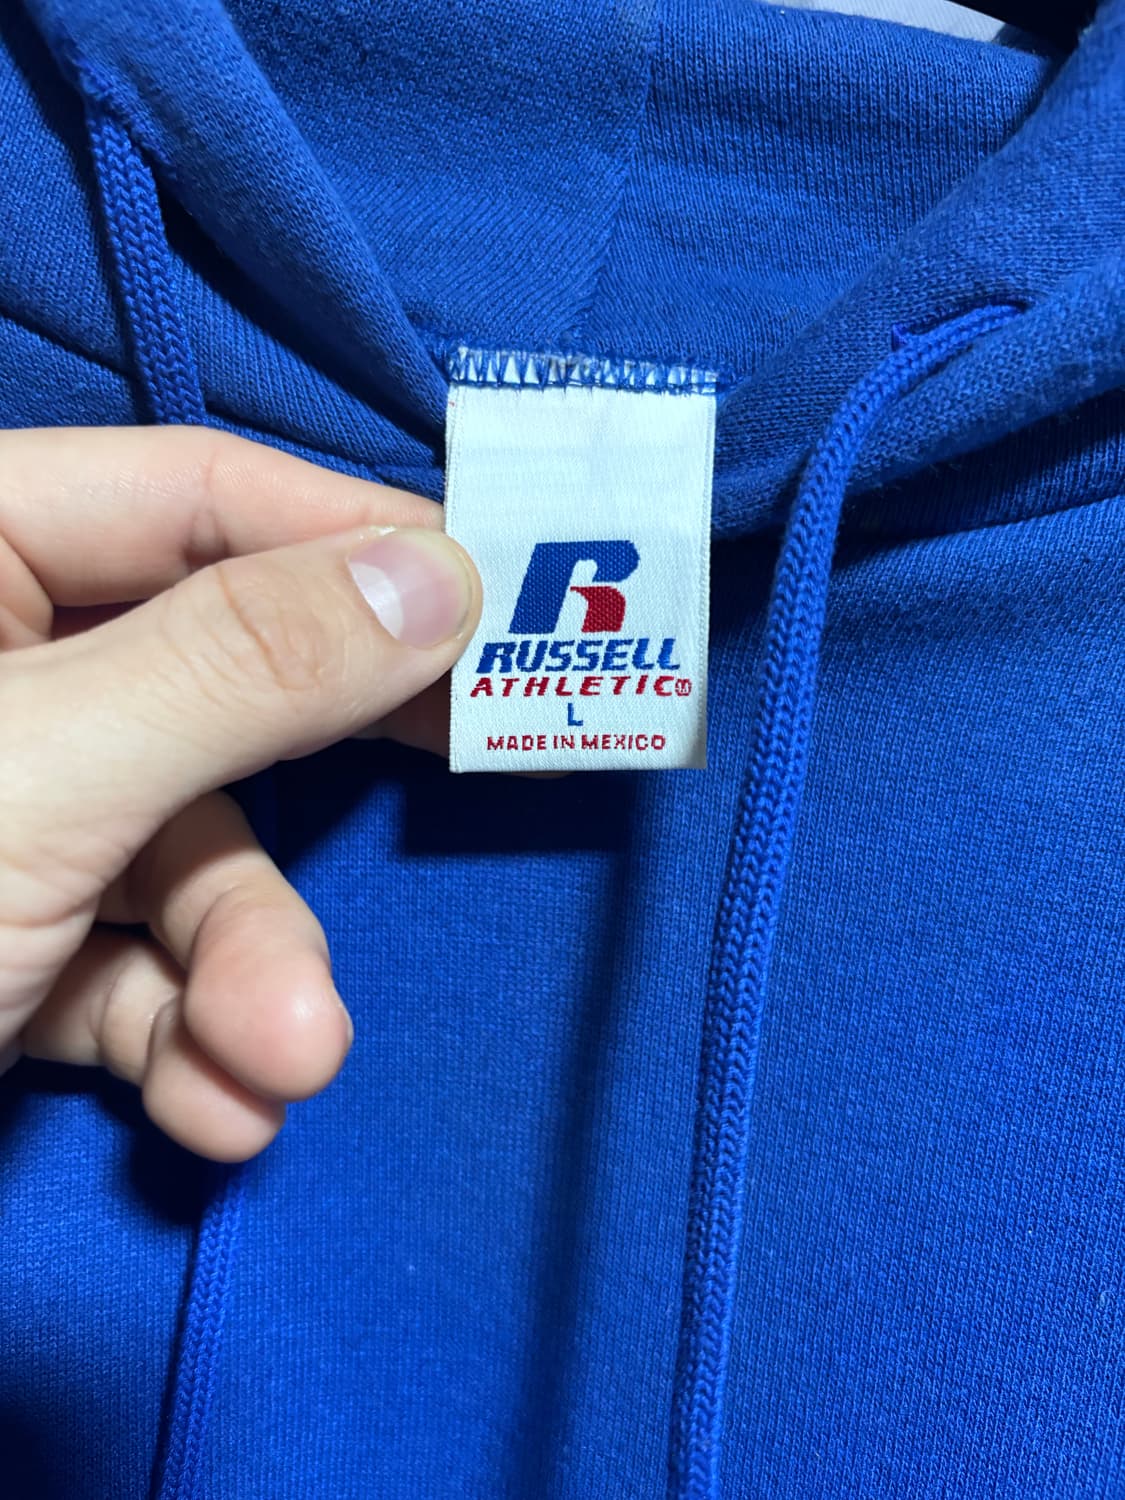 R
RUSSELL
ATHLETIC Ⓜ
L
MADE IN MEXICO